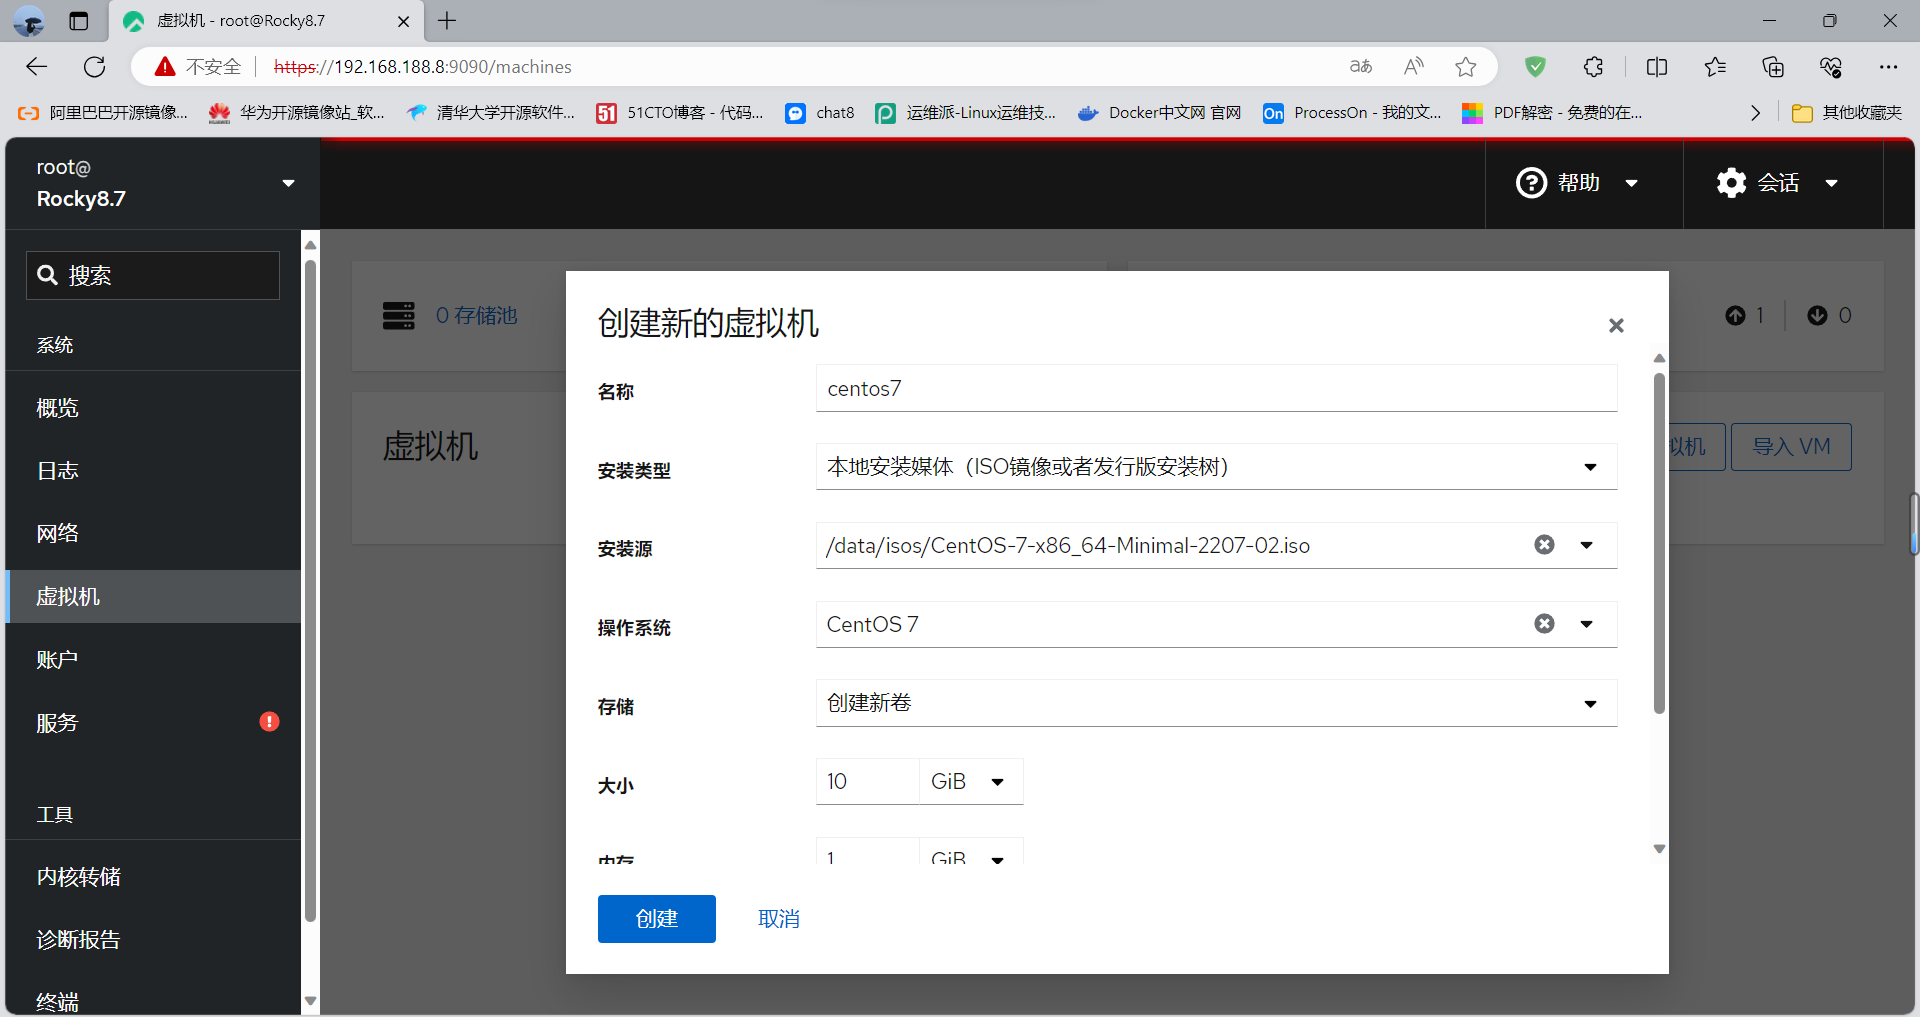 虚拟机 - root@Rocky8.7
不安全 https://192.168.188.8:9090/machines
阿里巴巴开源镜像... 华为开源镜像站_软... 清华大学开源软件... 51CTO博客 - 代码... chat8 运维派-Linux运维技... Docker中文网 官网 ProcessOn - 我的文... PDF解密 - 免费的在... 其他收藏夹
root@
Rocky8.7
帮助
会话
搜索
系统
概览
日志
网络
虚拟机
账户
服务
工具
内核转储
诊断报告
终端
0 存储池
1
0
虚拟机
拟机
导入 VM
创建新的虚拟机
名称
centos7
安装类型
本地安装媒体（ISO镜像或者发行版安装树）
安装源
/data/isos/CentOS-7-x86_64-Minimal-2207-02.iso
操作系统
CentOS 7
存储
创建新卷
大小
10 GiB
内存
1 GiB
创建
取消